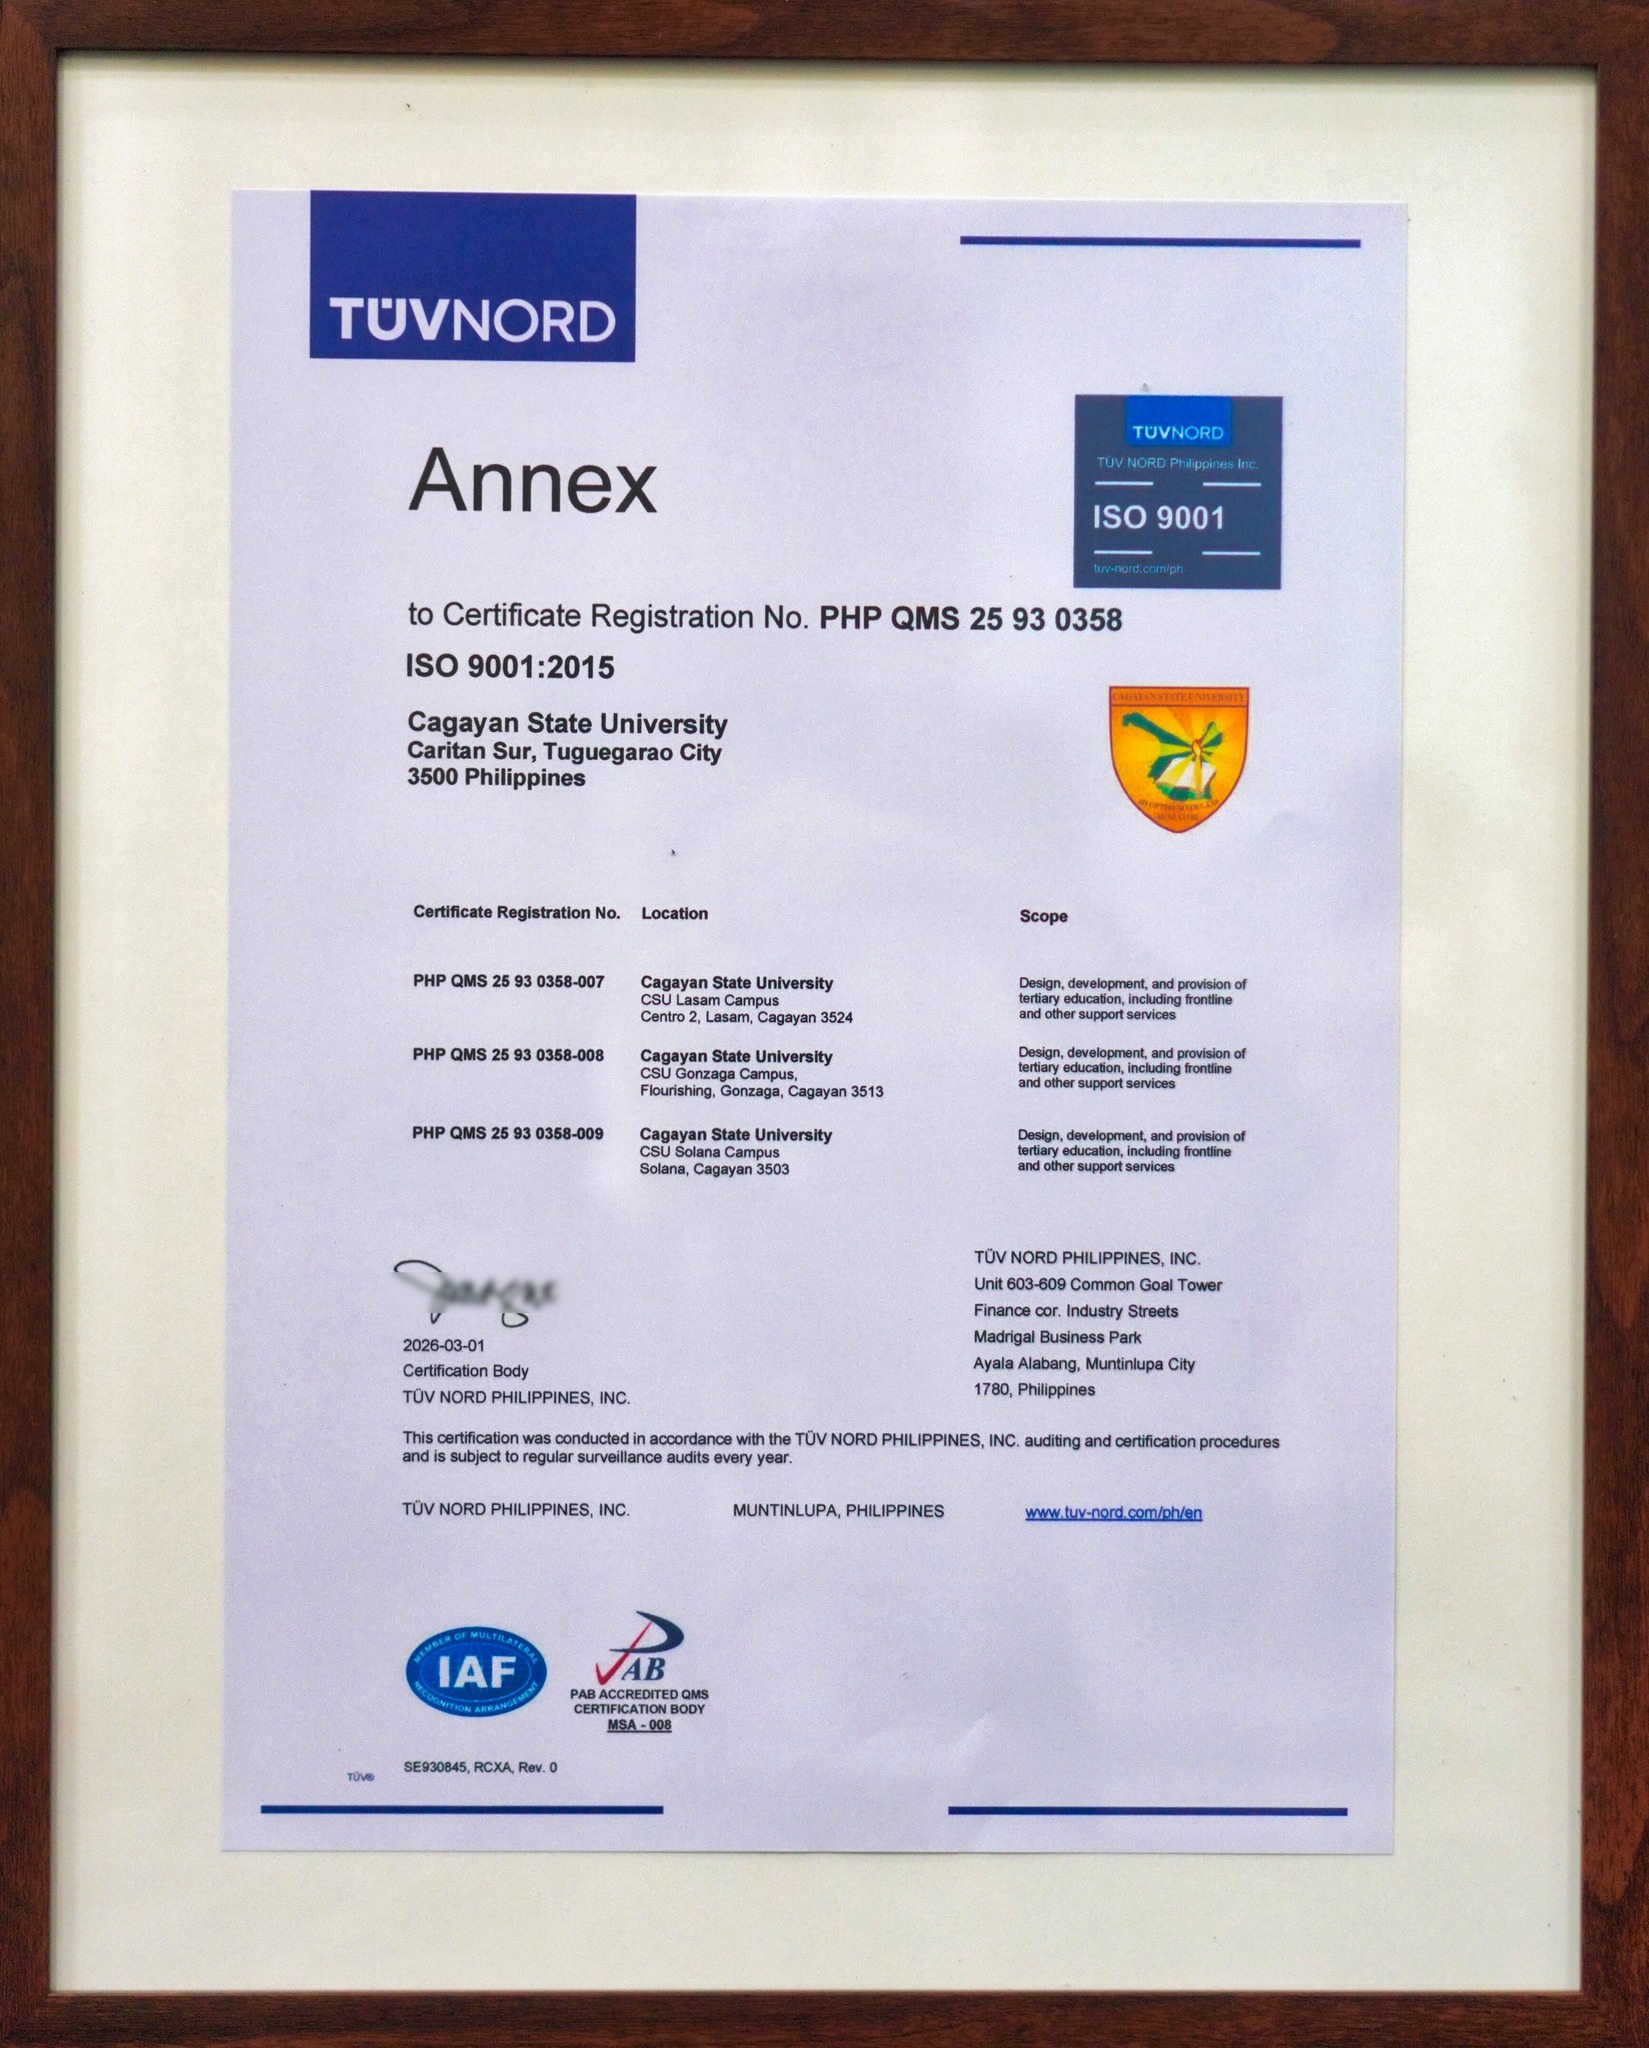 TÜVNORD
Annex
TÜVNORD
TÜV NORD Philippines Inc.
ISO 9001
tuv-nord.com/ph
to Certificate Registration No. PHP QMS 25 93 0358
ISO 9001:2015
Cagayan State University
Caritan Sur, Tuguegarao City
3500 Philippines
CAGAYAN STATE UNIVERSITY
Certificate Registration No. Location Scope
PHP QMS 25 93 0358-007
Cagayan State University
CSU Lasam Campus
Centro 2, Lasam, Cagayan 3524
Design, development, and provision of
tertiary education, including frontline
and other support services
PHP QMS 25 93 0358-008
Cagayan State University
CSU Gonzaga Campus,
Flourishing, Gonzaga, Cagayan 3513
Design, development, and provision of
tertiary education, including frontline
and other support services
PHP QMS 25 93 0358-009
Cagayan State University
CSU Solana Campus
Solana, Cagayan 3503
Design, development, and provision of
tertiary education, including frontline
and other support services
2026-03-01
Certification Body
TÜV NORD PHILIPPINES, INC.
TÜV NORD PHILIPPINES, INC.
Unit 603-609 Common Goal Tower
Finance cor. Industry Streets
Madrigal Business Park
Ayala Alabang, Muntinlupa City
1780, Philippines
This certification was conducted in accordance with the TÜV NORD PHILIPPINES, INC. auditing and certification procedures
and is subject to regular surveillance audits every year.
TÜV NORD PHILIPPINES, INC. MUNTINLUPA, PHILIPPINES www.tuv-nord.com/ph/en
MEMBER OF MULTILATERAL
IAF
RECOGNITION ARRANGEMENT
PAB
PAB ACCREDITED QMS
CERTIFICATION BODY
MSA - 008
SE930845, RCXA, Rev. 0
TÜV®